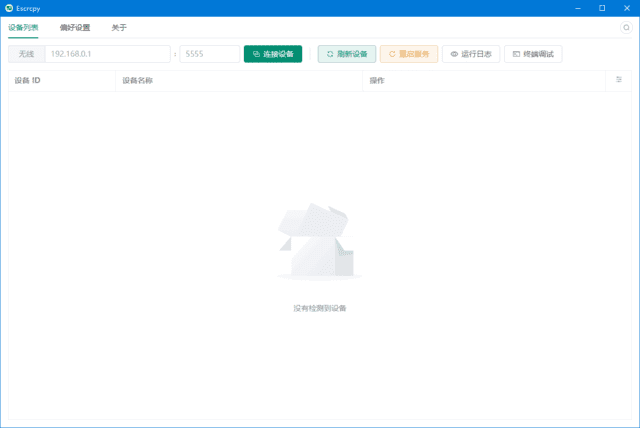 Escrcpy
设备列表 偏好设置 关于
无线 192.168.0.1 : 5555 连接设备 刷新设备 重启服务 运行日志 终端调试
设备 ID 设备名称 操作
没有检测到设备